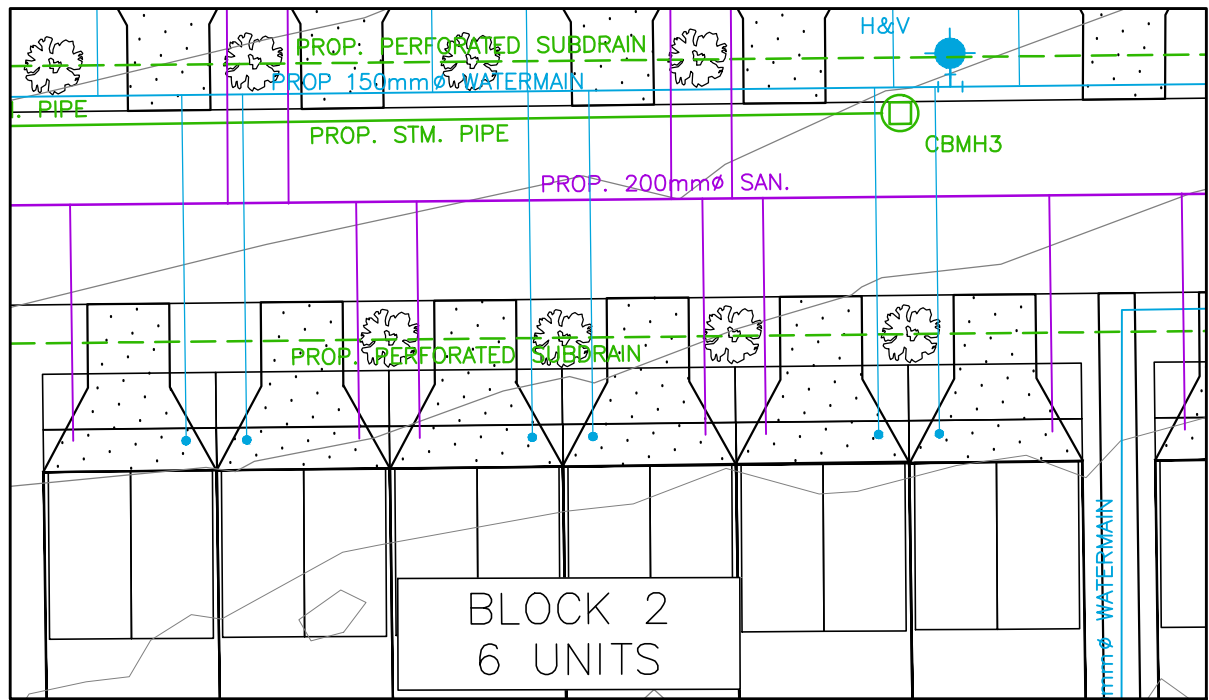 H&V
PROP. PERFORATED SUBDRAIN
PROP 150mmø WATERMAIN
. PIPE
PROP. STM. PIPE
CBMH3
PROP. 200mmø SAN.
PROP. PERFORATED SUBDRAIN
BLOCK 2
6 UNITS
mmø WATERMAIN